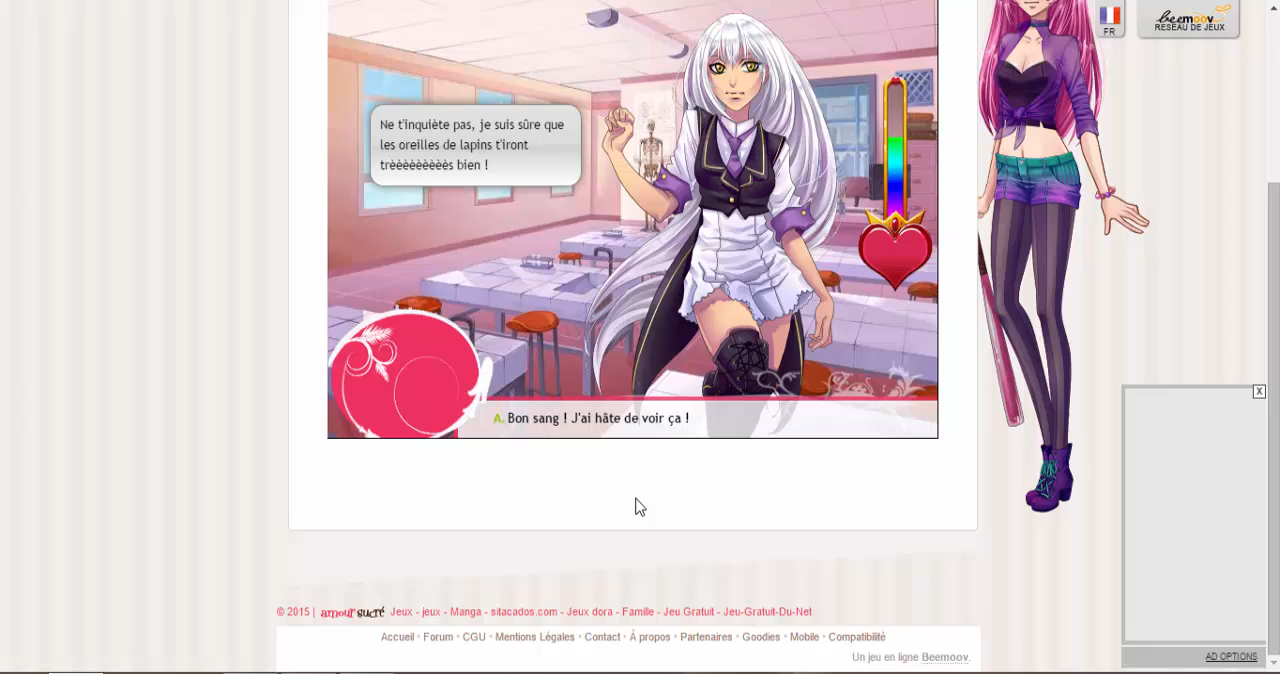 FR
beemoov
RESEAU DE JEUX
Ne t'inquiète pas, je suis sûre que
les oreilles de lapins t'iront
trèèèèèèèèès bien !
A. Bon sang ! J'ai hâte de voir ça !
X
© 2015 | amour sucré Jeux - jeux - Manga - sitacados.com - Jeux dora - Famille - Jeu Gratuit - Jeu-Gratuit-Du-Net
Accueil • Forum • CGU • Mentions Légales • Contact • À propos • Partenaires • Goodies • Mobile • Compatibilité
Un jeu en ligne Beemoov.
AD OPTIONS